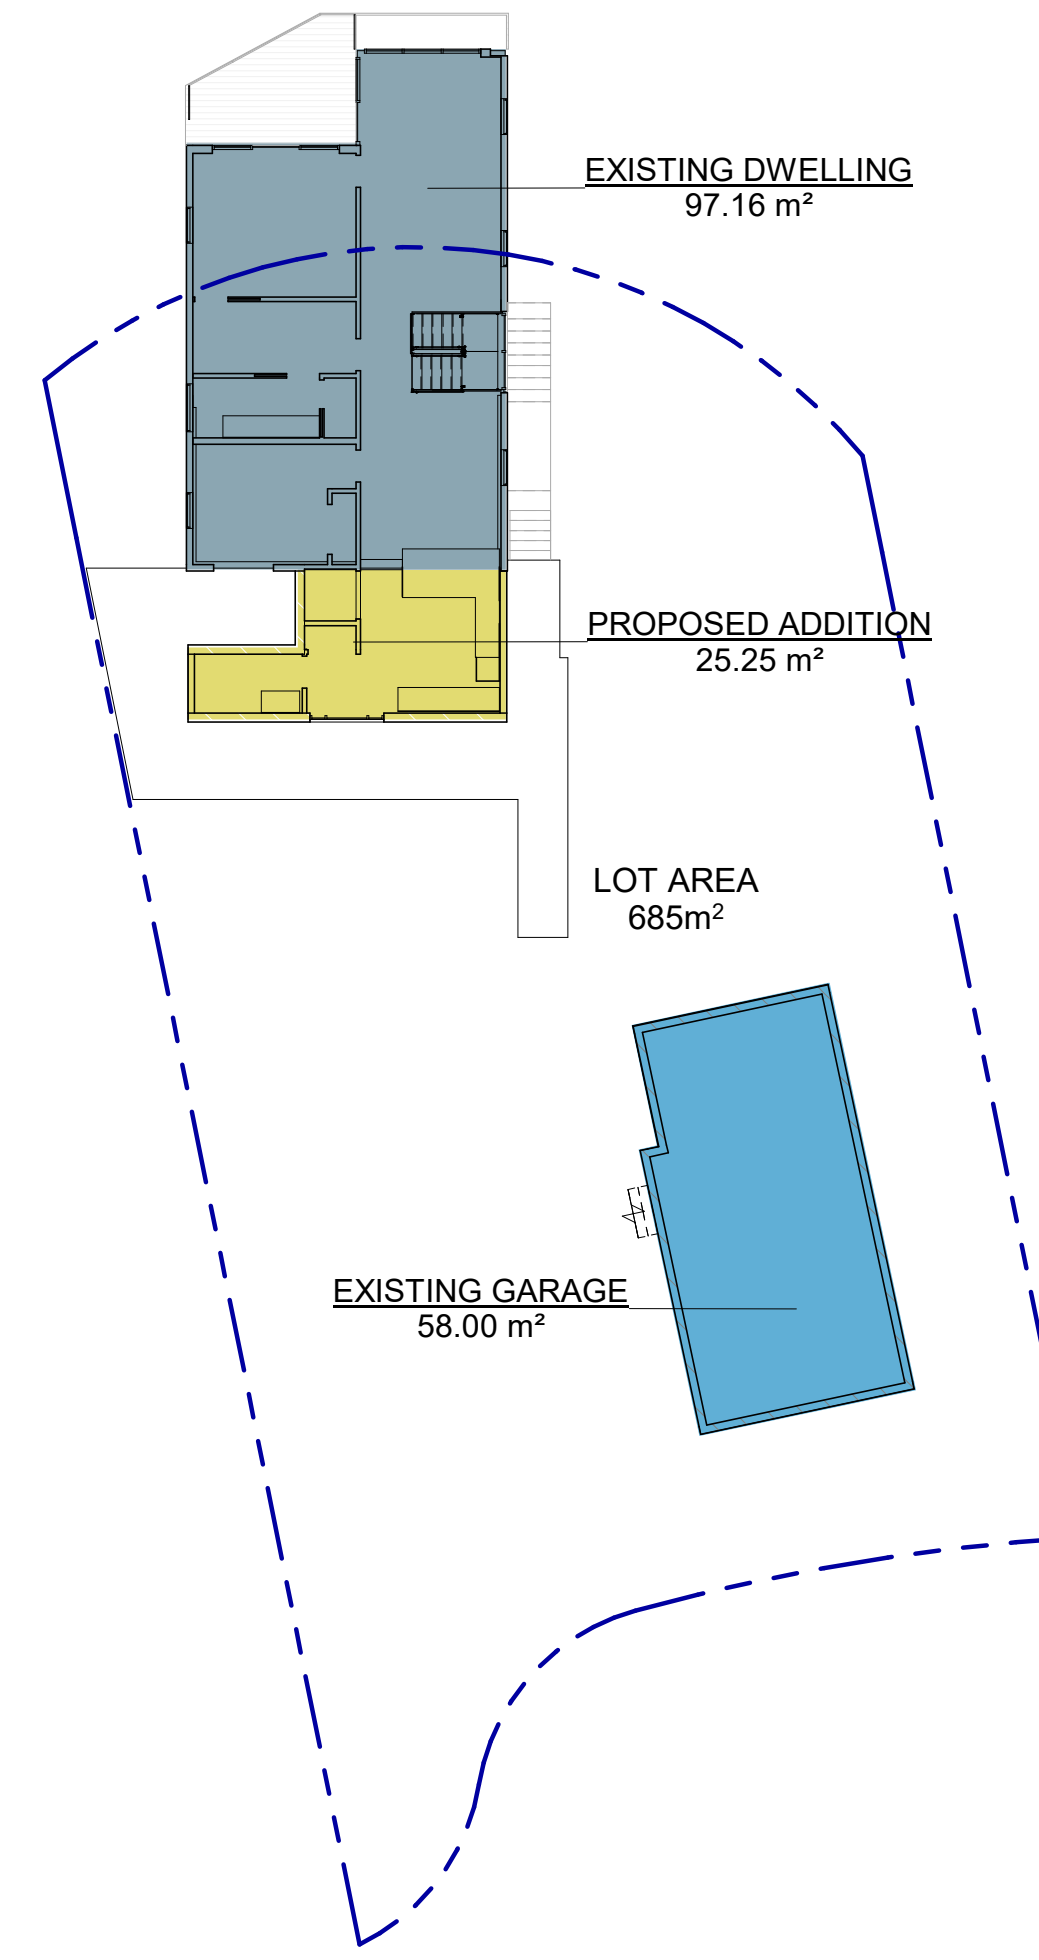 EXISTING DWELLING
97.16 m²
PROPOSED ADDITION
25.25 m²
LOT AREA
685m²
EXISTING GARAGE
58.00 m²